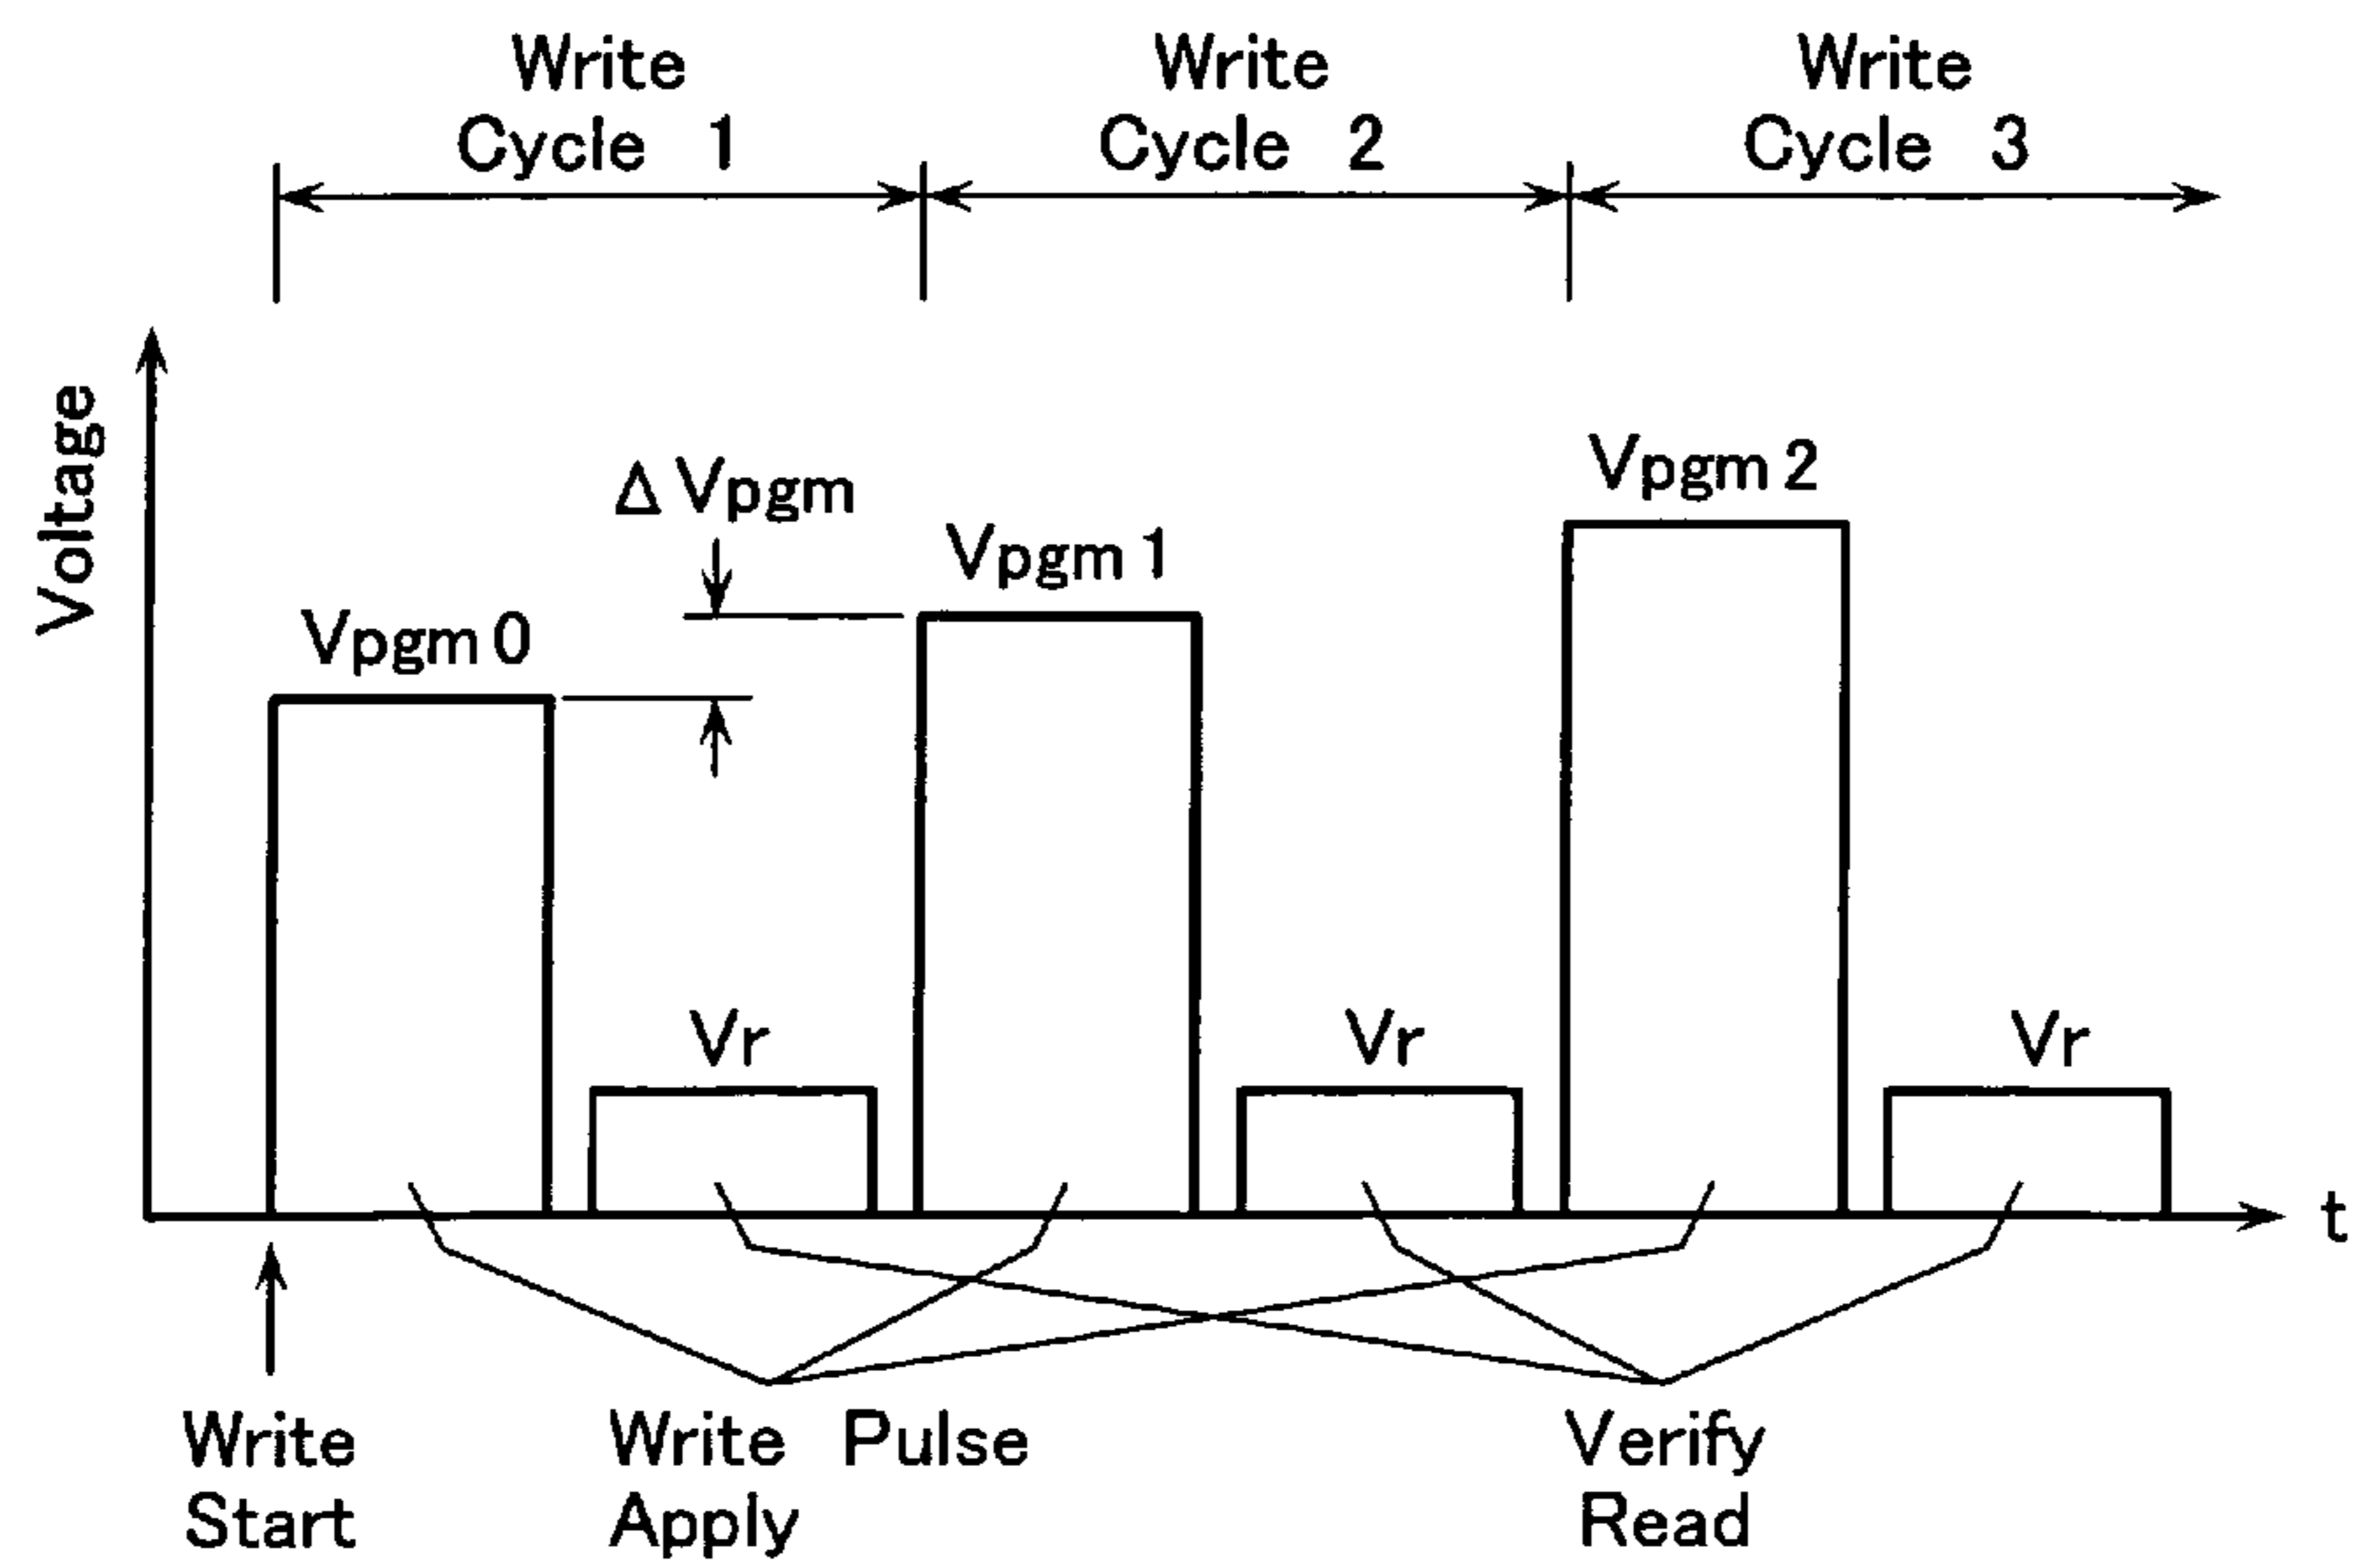 Write
Cycle 1
Write
Cycle 2
Write
Cycle 3
Voltage
Vpgm 0
Δ Vpgm
Vpgm 1
Vpgm 2
Vr
Vr
Vr
t
Write
Start
Write Pulse
Apply
Verify
Read